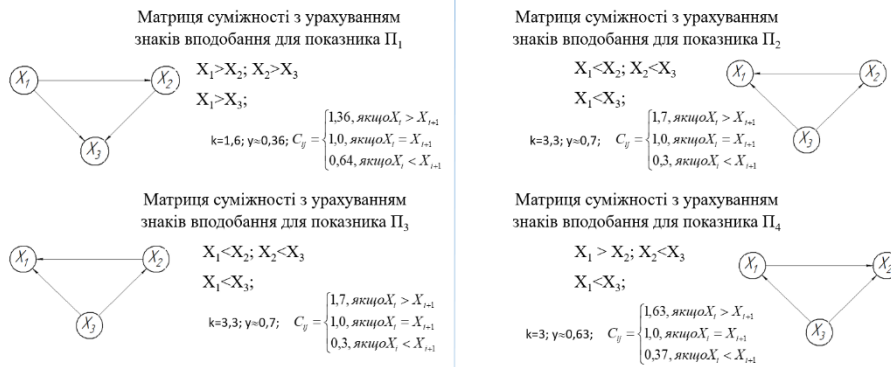 Матриця суміжності з урахуванням
знаків вподобання для показника П₁
X₁>X₂; X₂>X₃
X₁>X₃;
X₁
X₂
X₃
k=1,6; y≈0,36; Cᵢⱼ = {1,36, якщоXᵢ > Xᵢ₊₁
1,0, якщоXᵢ = Xᵢ₊₁
0,64, якщоXᵢ < Xᵢ₊₁
Матриця суміжності з урахуванням
знаків вподобання для показника П₂
X₁<X₂; X₂<X₃
X₁<X₃;
X₁
X₂
X₃
k=3,3; y≈0,7; Cᵢⱼ = {1,7, якщоXᵢ > Xᵢ₊₁
1,0, якщоXᵢ = Xᵢ₊₁
0,3, якщоXᵢ < Xᵢ₊₁
Матриця суміжності з урахуванням
знаків вподобання для показника П₃
X₁<X₂; X₂<X₃
X₁<X₃;
X₁
X₂
X₃
k=3,3; y≈0,7; Cᵢⱼ = {1,7, якщоXᵢ > Xᵢ₊₁
1,0, якщоXᵢ = Xᵢ₊₁
0,3, якщоXᵢ < Xᵢ₊₁
Матриця суміжності з урахуванням
знаків вподобання для показника П₄
X₁ > X₂; X₂<X₃
X₁<X₃;
X₁
X₂
X₃
k=3; y≈0,63; Cᵢⱼ = {1,63, якщоXᵢ > Xᵢ₊₁
1,0, якщоXᵢ = Xᵢ₊₁
0,37, якщоXᵢ < Xᵢ₊₁